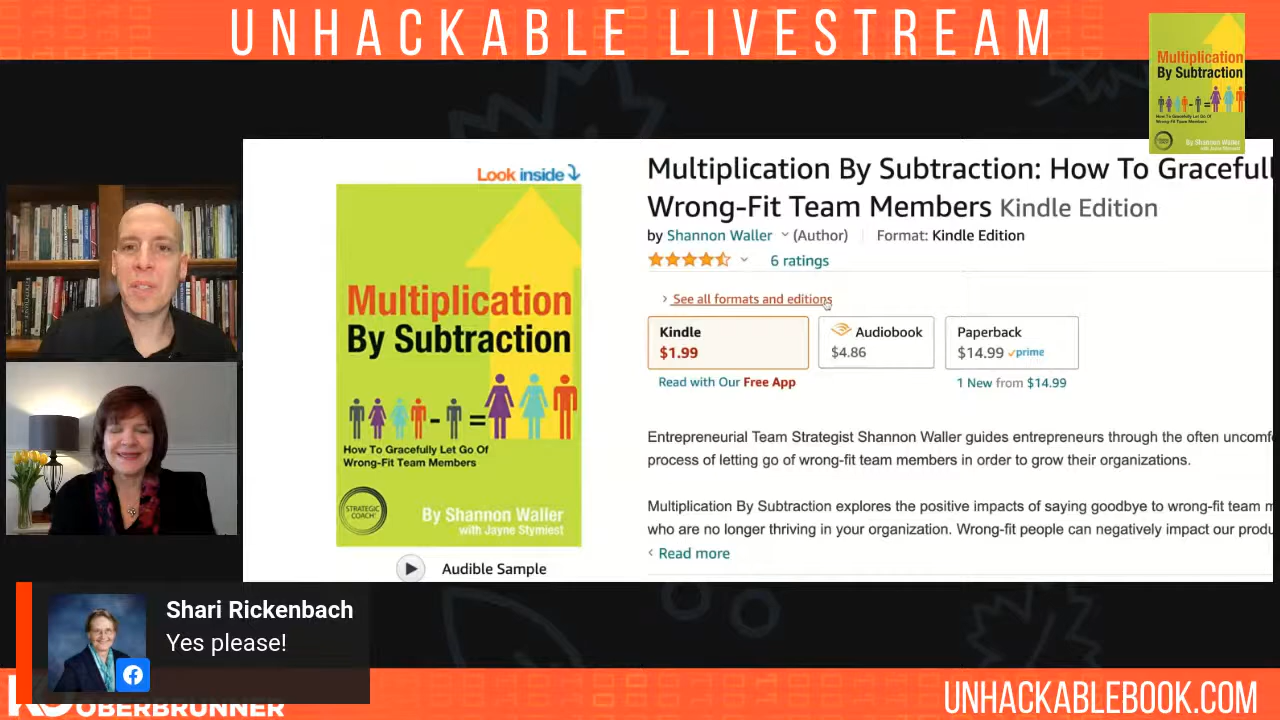 UNHACKABLE LIVESTREAM
Multiplication
By Subtraction
How To Gracefully Let Go Of
Wrong-Fit Team Members
By Shannon Waller
with Jayne Stymiest
Look inside
Multiplication
By Subtraction
- =
How To Gracefully Let Go Of
Wrong-Fit Team Members
STRATEGIC
COACH
By Shannon Waller
with Jayne Stymiest
Audible Sample
Multiplication By Subtraction: How To Gracefull
Wrong-Fit Team Members Kindle Edition
by Shannon Waller (Author) Format: Kindle Edition
6 ratings
See all formats and editions
Kindle
$1.99
Audiobook
$4.86
Paperback
$14.99 prime
Read with Our Free App
1 New from $14.99
Entrepreneurial Team Strategist Shannon Waller guides entrepreneurs through the often uncomf
process of letting go of wrong-fit team members in order to grow their organizations.
Multiplication By Subtraction explores the positive impacts of saying goodbye to wrong-fit team m
who are no longer thriving in your organization. Wrong-fit people can negatively impact our produ
Read more
Shari Rickenbach
Yes please!
OBERBRUNNER
UNHACKABLEBOOK.COM